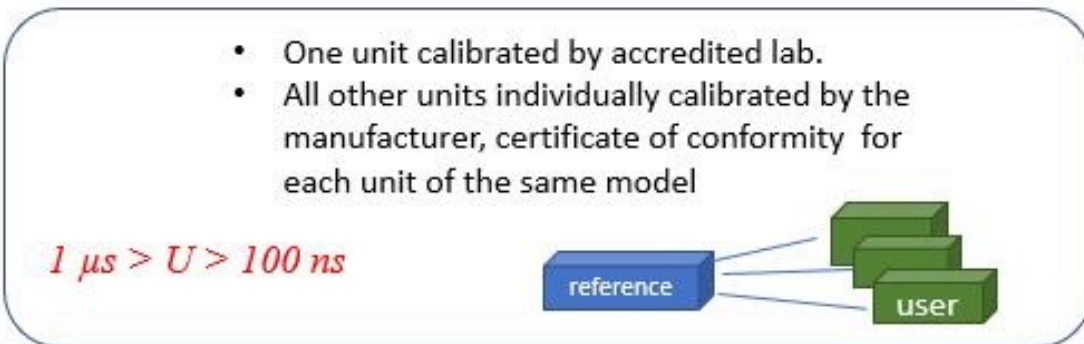 • One unit calibrated by accredited lab.
• All other units individually calibrated by the
manufacturer, certificate of conformity for
each unit of the same model
1 μs > U > 100 ns
reference
user